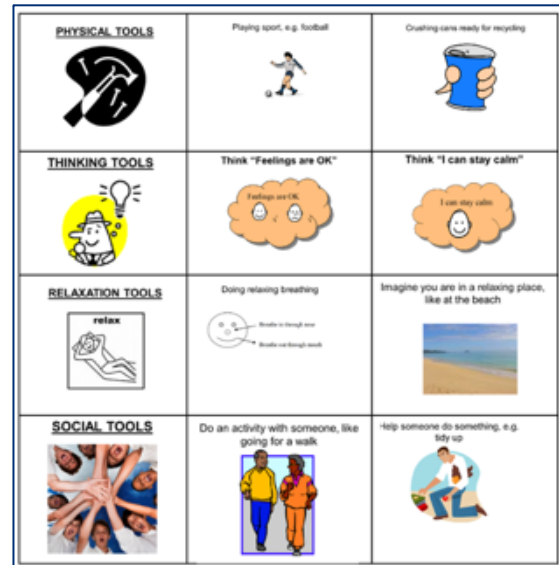 PHYSICAL TOOLS
Playing sport, e.g. football
Crushing cans ready for recycling
THINKING TOOLS
Think “Feelings are OK”
Feelings are OK
Think “I can stay calm”
I can stay calm
RELAXATION TOOLS
relax
Doing relaxing breathing
Breathe in through nose
Breathe out through mouth
Imagine you are in a relaxing place,
like at the beach
SOCIAL TOOLS
Do an activity with someone, like
going for a walk
Help someone do something, e.g.
tidy up